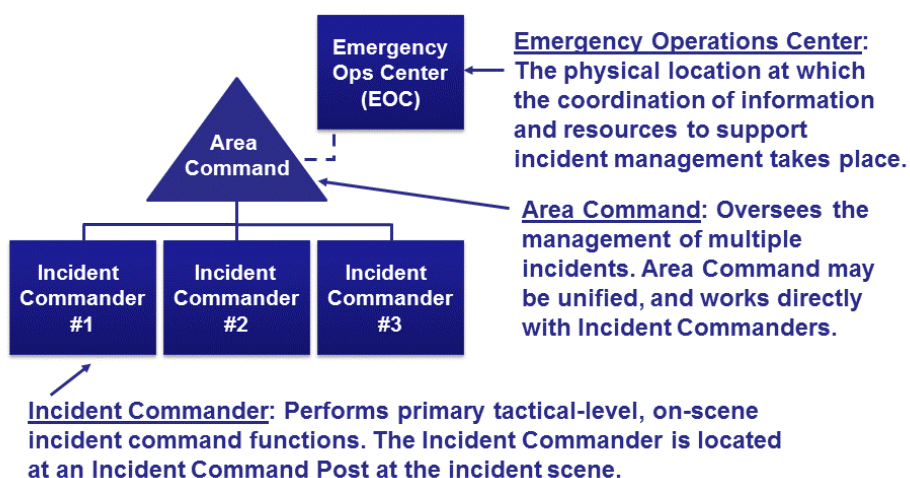 Emergency
Ops Center
(EOC)
Emergency Operations Center:
The physical location at which
the coordination of information
and resources to support
incident management takes place.
Area
Command
Area Command: Oversees the
management of multiple
incidents. Area Command may
be unified, and works directly
with Incident Commanders.
Incident
Commander
#1
Incident
Commander
#2
Incident
Commander
#3
Incident Commander: Performs primary tactical-level, on-scene
incident command functions. The Incident Commander is located
at an Incident Command Post at the incident scene.